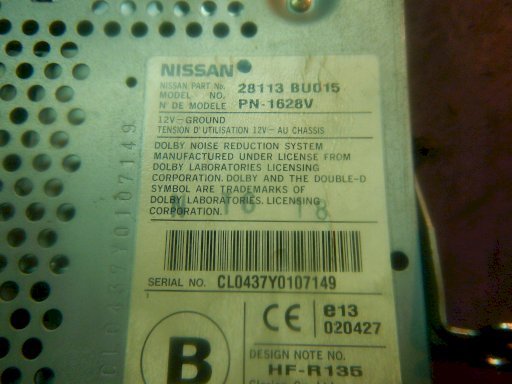 NISSAN
NISSAN PART No. 28113 BU015
MODEL NO.
N° DE MODELE PN-1628V
12V-GROUND
TENSION D'UTILISATION 12V- AU CHASSIS
DOLBY NOISE REDUCTION SYSTEM
MANUFACTURED UNDER LICENSE FROM
DOLBY LABORATORIES LICENSING
CORPORATION. DOLBY AND THE DOUBLE-D
SYMBOL ARE TRADEMARKS OF
DOLBY LABORATORIES. LICENSING
CORPORATION.
SERIAL NO. CL0437Y0107149
CE e13
020427
B
DESIGN NOTE NO.
HF-R135
CL0437Y0107149